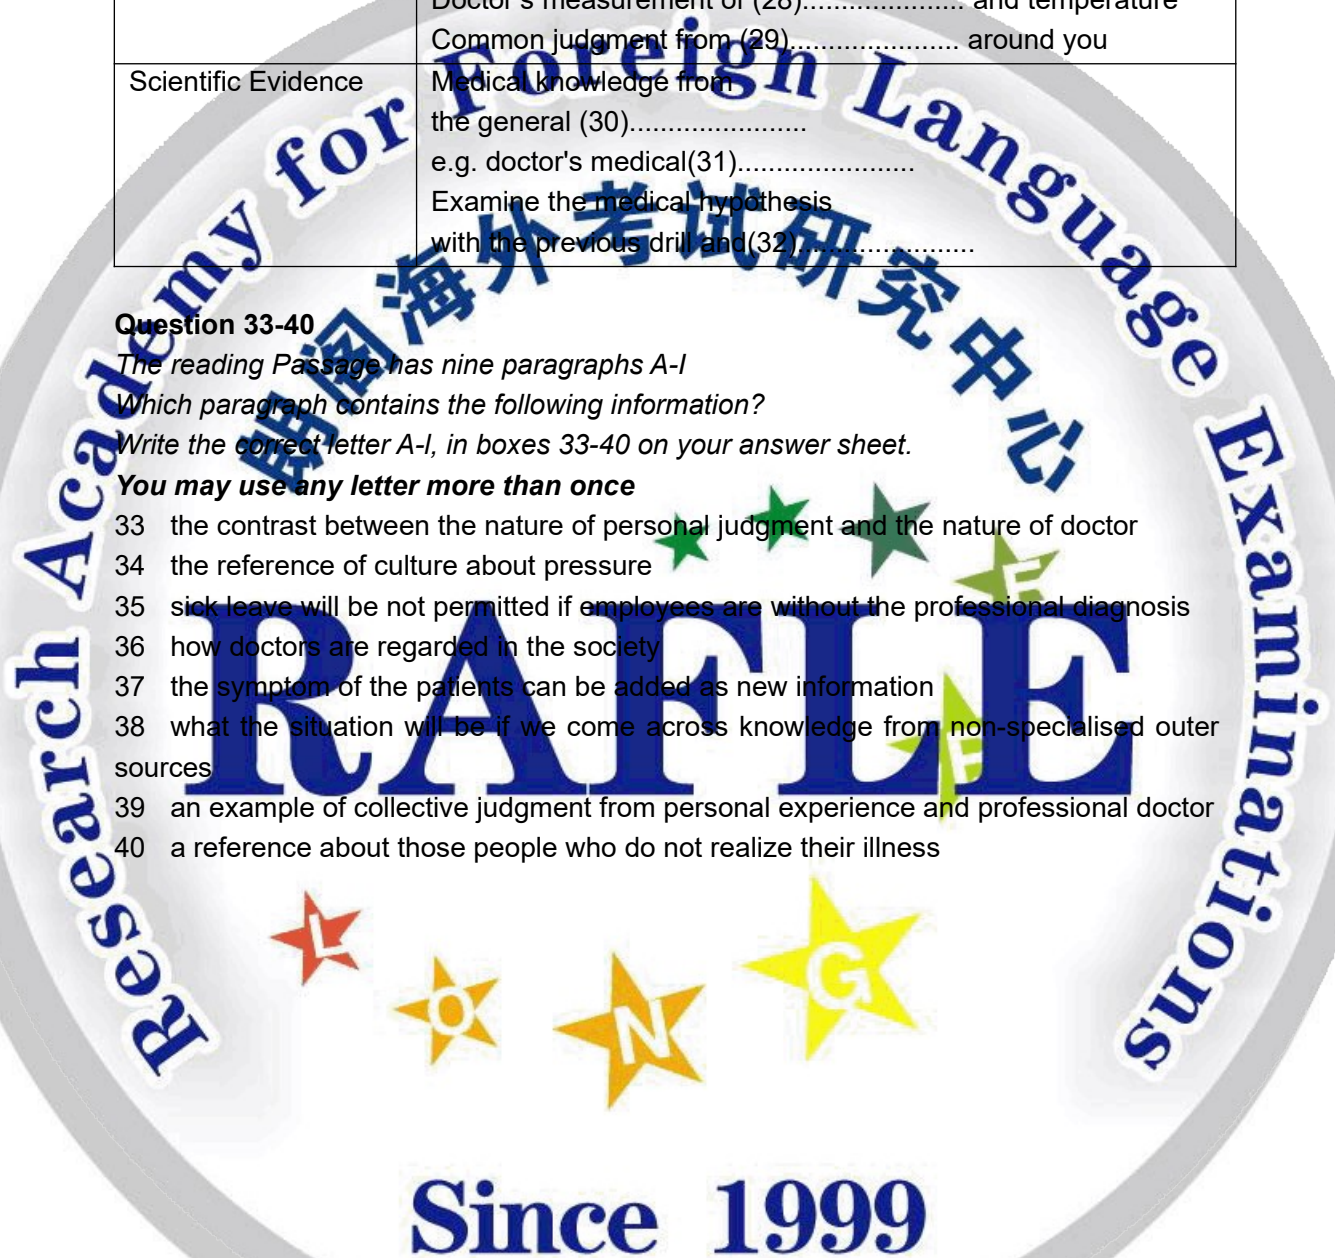 Doctor's measurement of (28)..................... and temperature
Common judgment from (29)...................... around you
Scientific Evidence
Medical knowledge from
the general (30).......................
e.g. doctor's medical(31).......................
Examine the medical hypothesis
with the previous drill and(32).......................
Question 33-40
The reading Passage has nine paragraphs A-I
Which paragraph contains the following information?
Write the correct letter A-I, in boxes 33-40 on your answer sheet.
You may use any letter more than once
33 the contrast between the nature of personal judgment and the nature of doctor
34 the reference of culture about pressure
35 sick leave will be not permitted if employees are without the professional diagnosis
36 how doctors are regarded in the society
37 the symptom of the patients can be added as new information
38 what the situation will be if we come across knowledge from non-specialised outer
sources
39 an example of collective judgment from personal experience and professional doctor
40 a reference about those people who do not realize their illness
Research Academy for Foreign Language Examinations
朗阁海外考试研究中心
RAFLE
L O N G F E
Since 1999